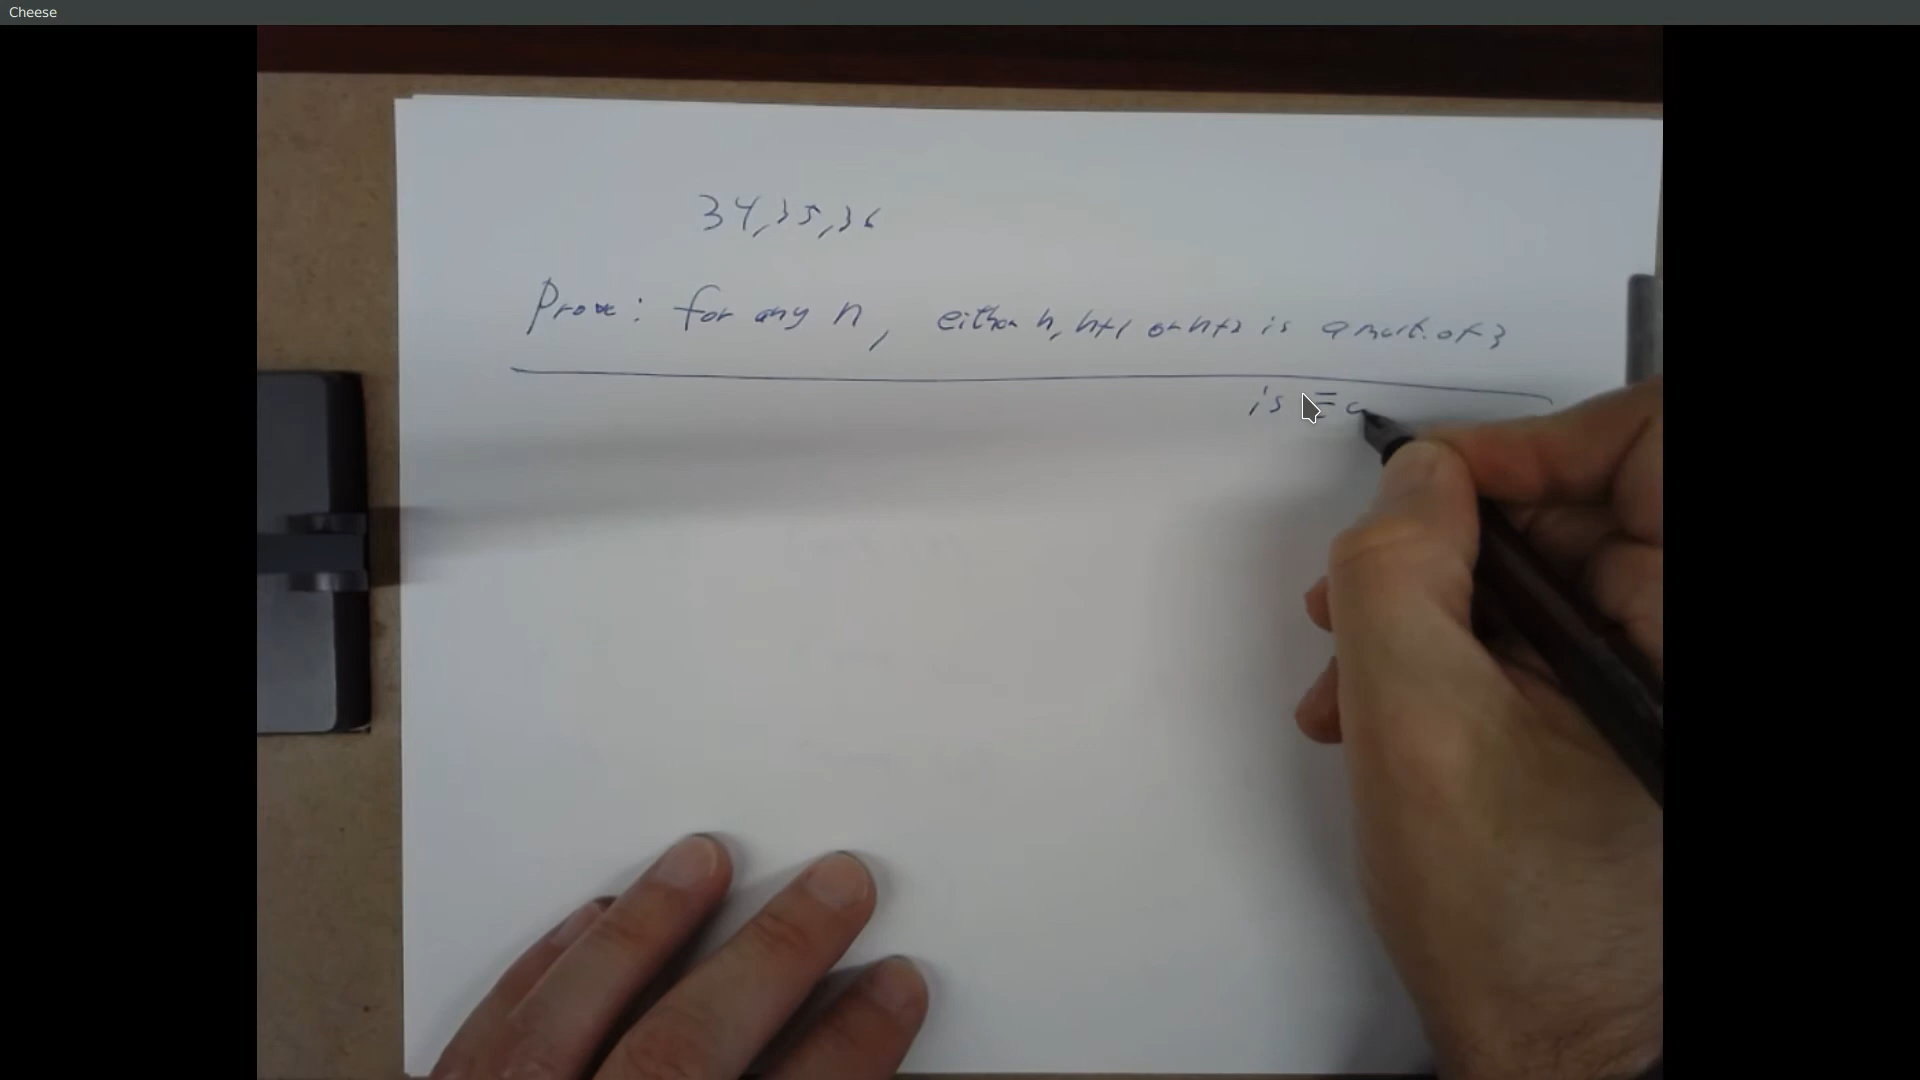 Cheese
34,35,36
Prove: for any n, either n, n+1 or n+2 is a mult. of 3
is ≡